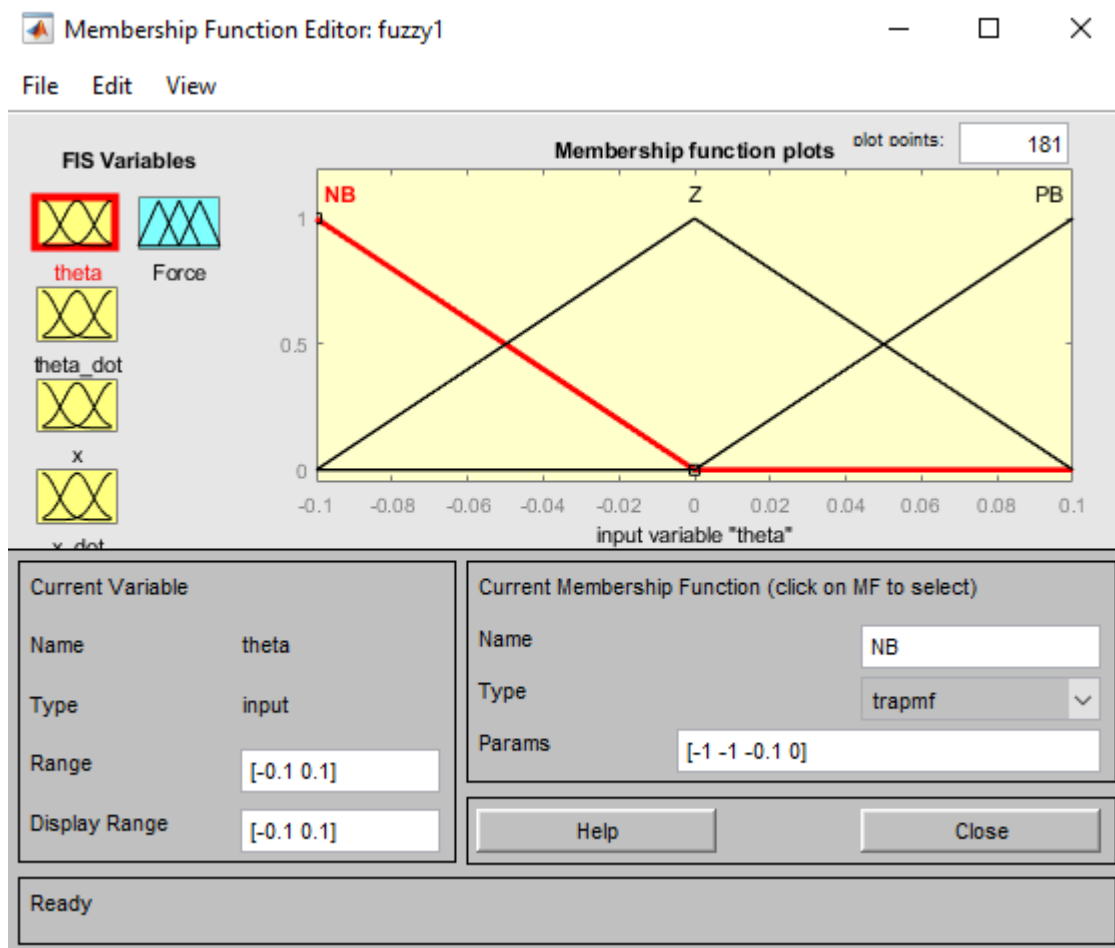 Membership Function Editor: fuzzy1
File Edit View
FIS Variables
theta
Force
theta_dot
x
x_dot
Membership function plots
plot points:
181
NB
Z
PB
1
0.5
0
-0.1 -0.08 -0.06 -0.04 -0.02 0 0.02 0.04 0.06 0.08 0.1
input variable "theta"
Current Variable
Name theta
Type input
Range [-0.1 0.1]
Display Range [-0.1 0.1]
Current Membership Function (click on MF to select)
Name NB
Type trapmf
Params [-1 -1 -0.1 0]
Help
Close
Ready